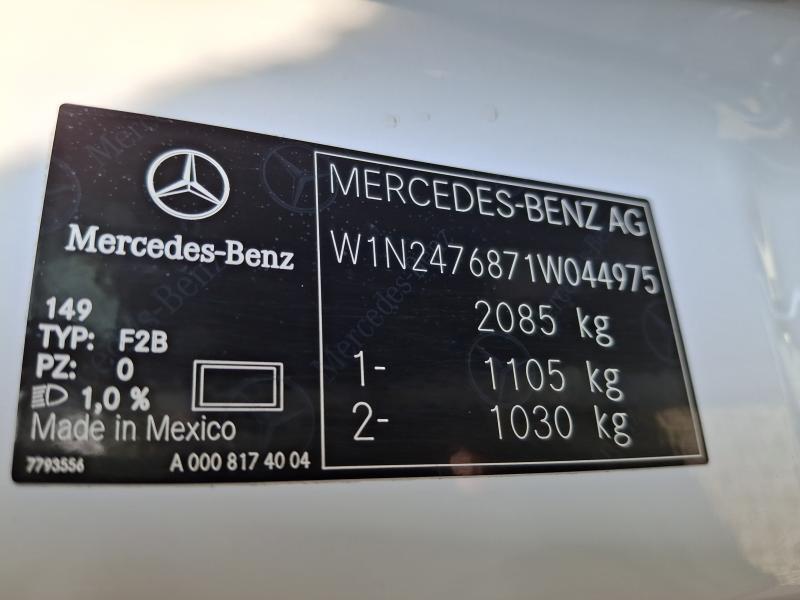 Mercedes-Benz
149
TYP: F2B
PZ: 0
1,0 %
Made in Mexico
7793556 A 000 817 40 04
MERCEDES-BENZ AG
W1N2476871W044975
2085 kg
1- 1105 kg
2- 1030 kg